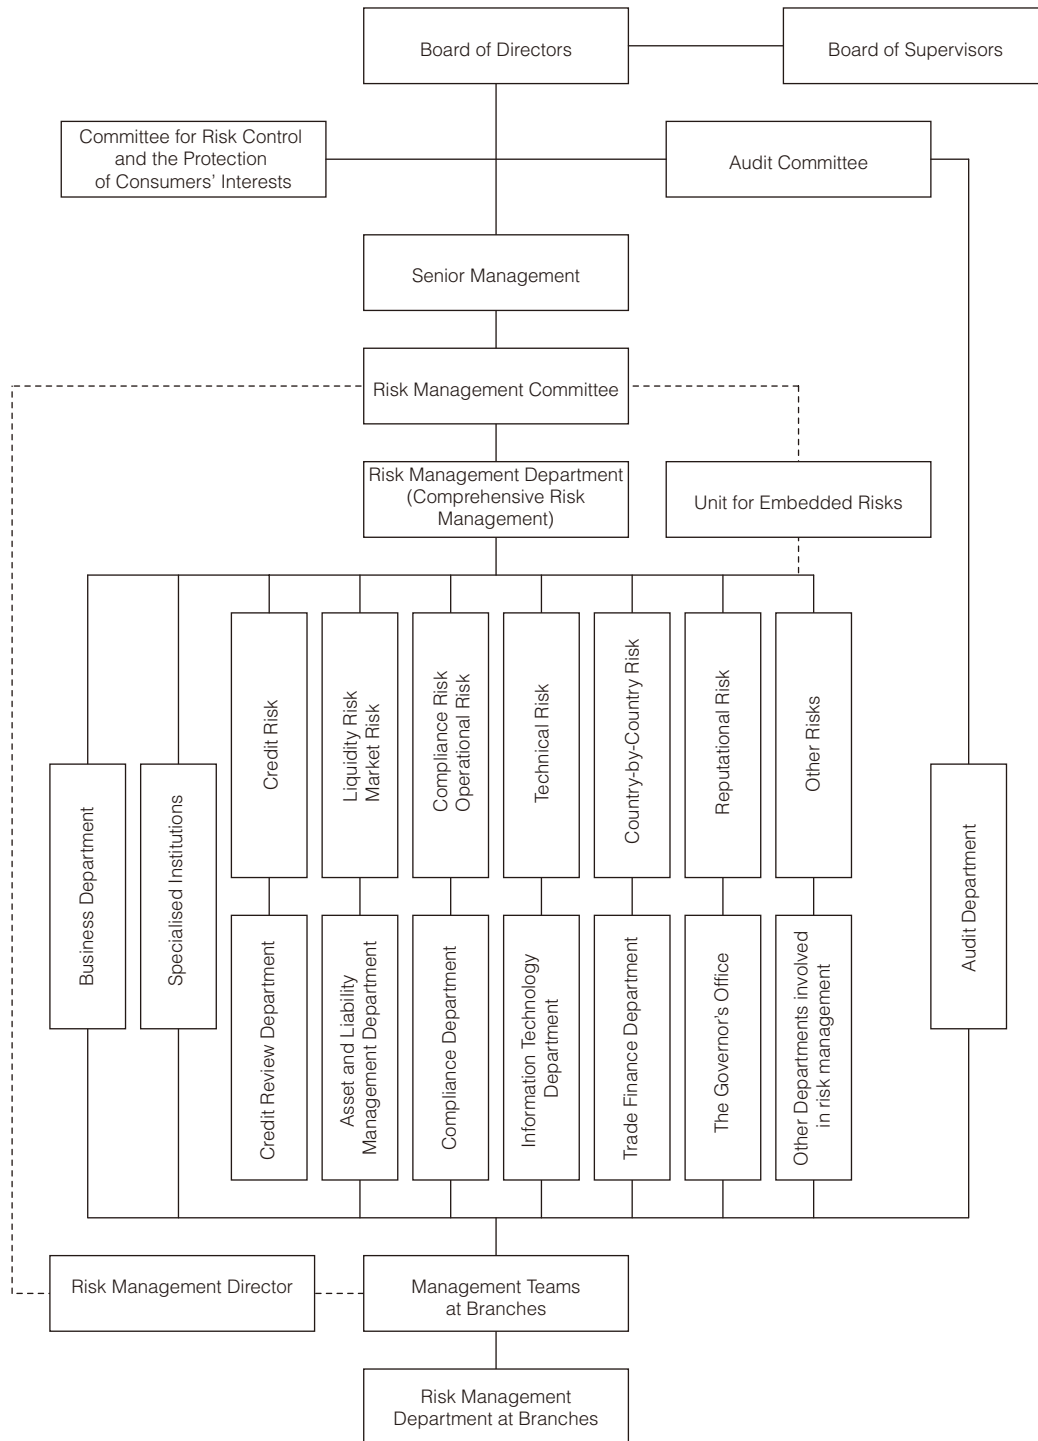 Board of Directors
Board of Supervisors
Committee for Risk Control
and the Protection
of Consumers' Interests
Audit Committee
Senior Management
Risk Management Committee
Risk Management Department
(Comprehensive Risk
Management)
Unit for Embedded Risks
Business Department
Specialised Institutions
Credit Risk
Liquidity Risk
Market Risk
Compliance Risk
Operational Risk
Technical Risk
Country-by-Country Risk
Reputational Risk
Other Risks
Audit Department
Credit Review Department
Asset and Liability
Management Department
Compliance Department
Information Technology
Department
Trade Finance Department
The Governor's Office
Other Departments involved
in risk management
Risk Management Director
Management Teams
at Branches
Risk Management
Department at Branches